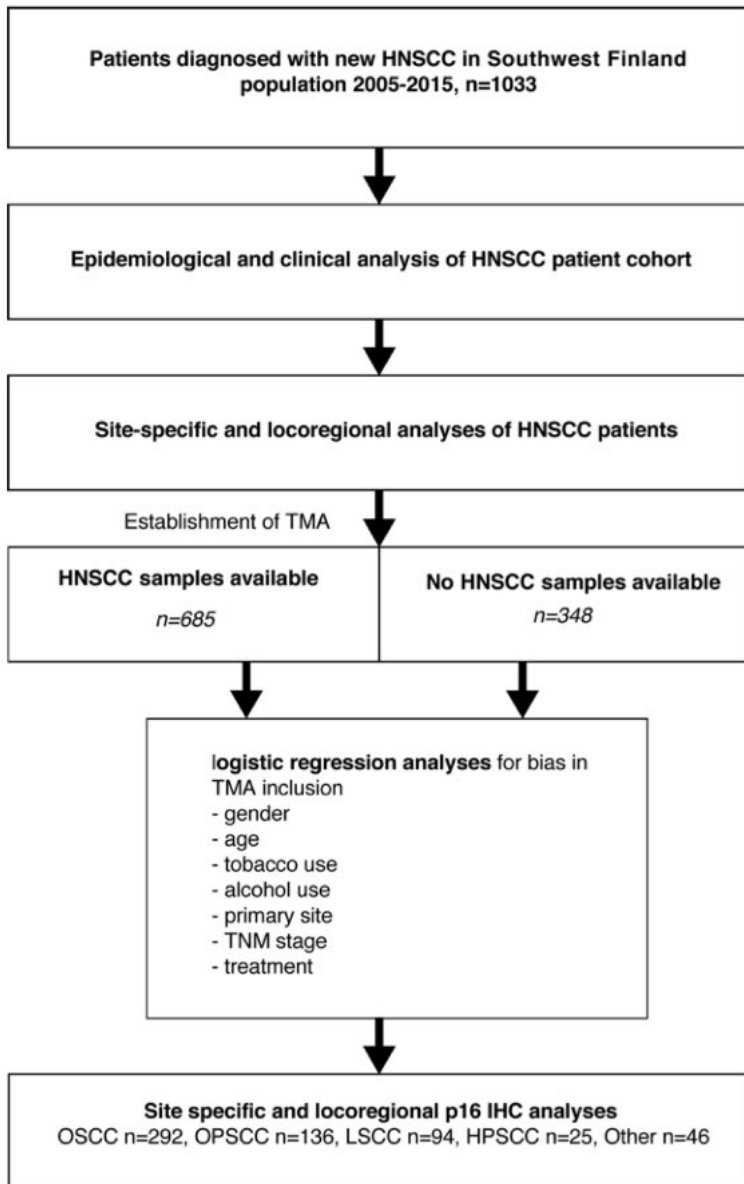 Patients diagnosed with new HNSCC in Southwest Finland
population 2005-2015, n=1033
Epidemiological and clinical analysis of HNSCC patient cohort
Site-specific and locoregional analyses of HNSCC patients
Establishment of TMA
HNSCC samples available
n=685
No HNSCC samples available
n=348
logistic regression analyses for bias in
TMA inclusion
- gender
- age
- tobacco use
- alcohol use
- primary site
- TNM stage
- treatment
Site specific and locoregional p16 IHC analyses
OSCC n=292, OPSCC n=136, LSCC n=94, HPSCC n=25, Other n=46